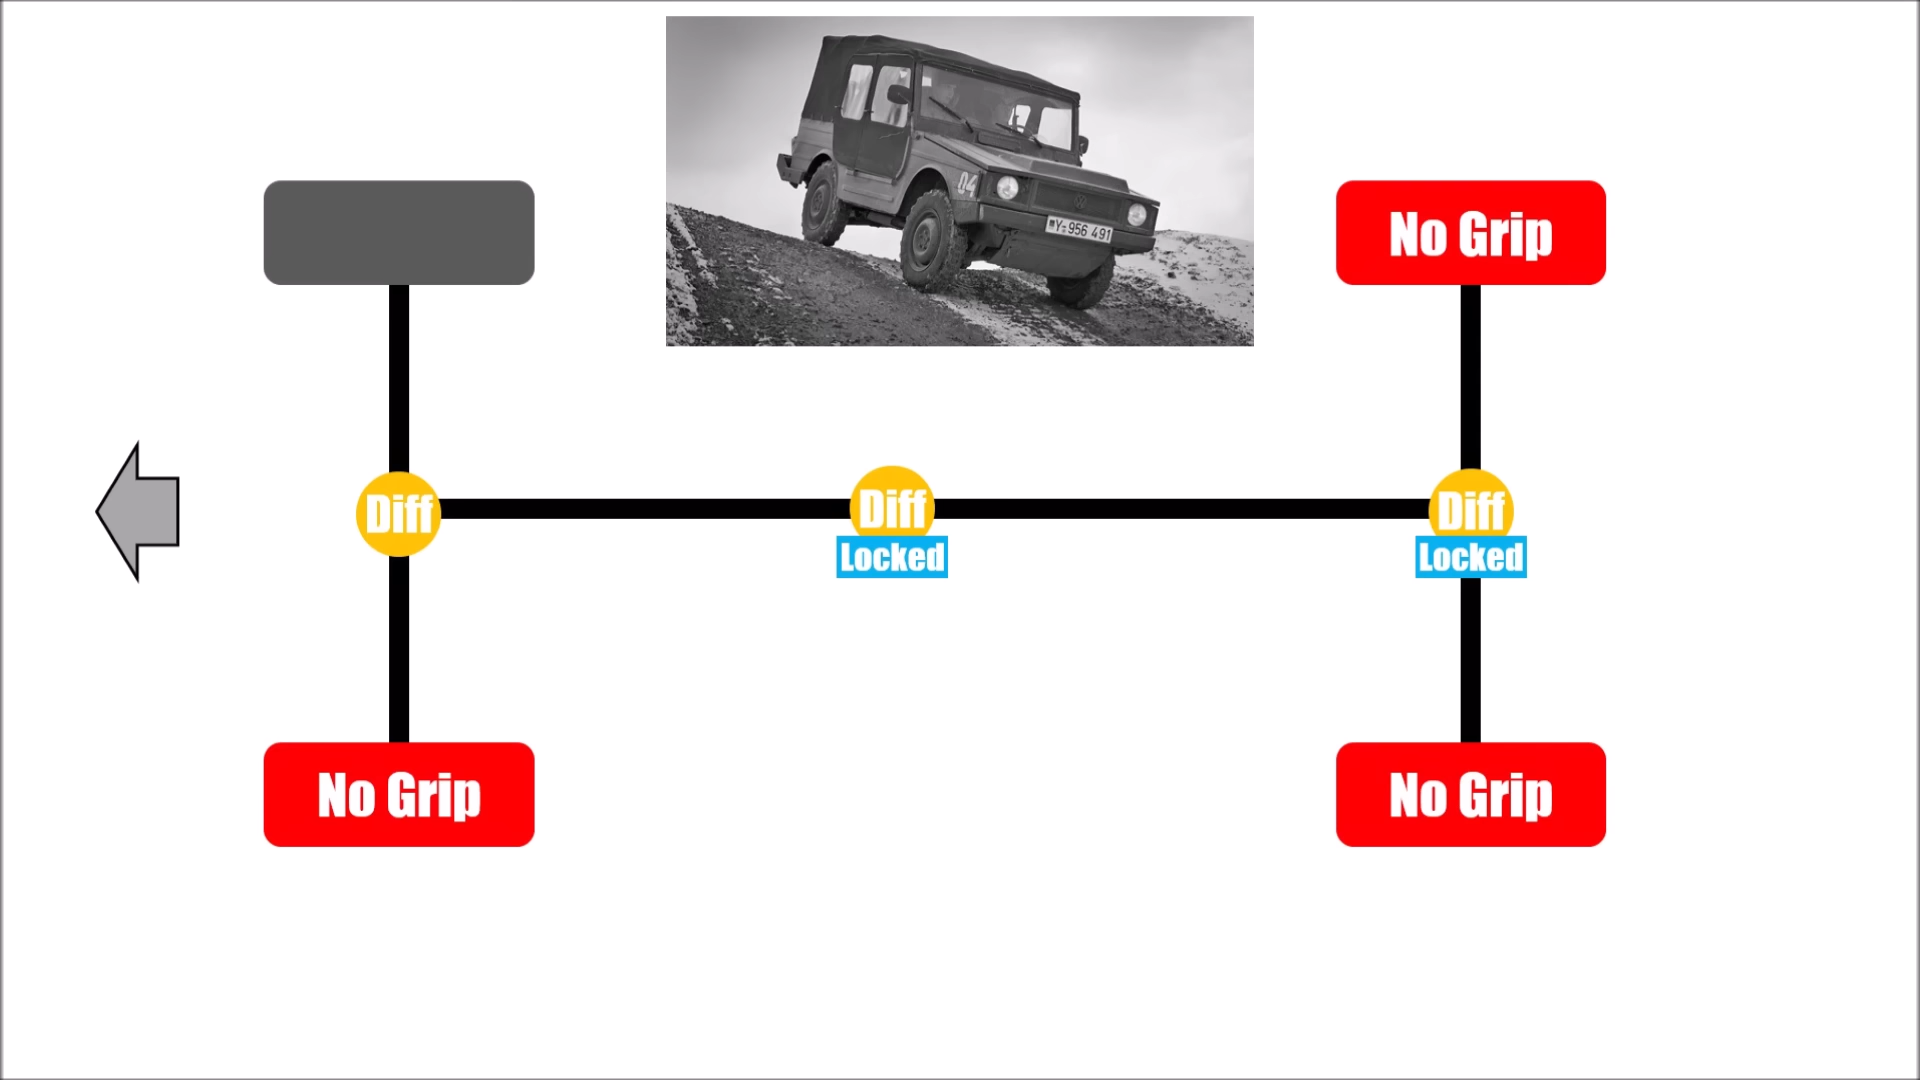 04
Y-956 491
No Grip
Diff
Diff
Diff
Locked
Locked
No Grip
No Grip